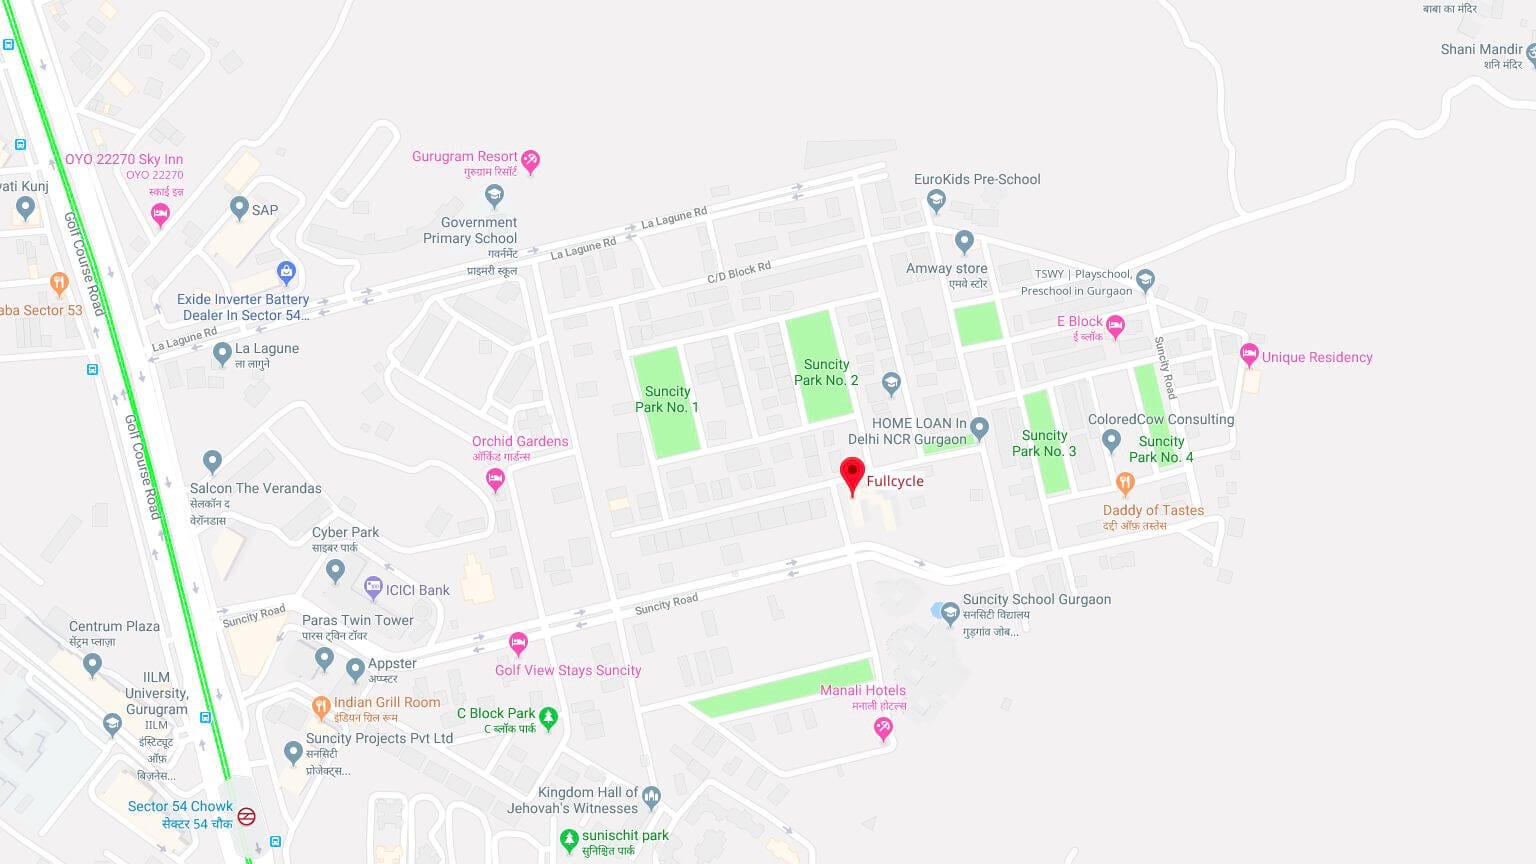 बाबा का मंदिर
Shani Mandir
शनि मंदिर
OYO 22270 Sky Inn
OYO 22270
स्काई इन्न
vati Kunj
SAP
Gurugram Resort
गुरुग्राम रिसॉर्ट
Government
Primary School
गवर्नमेंट
प्राइमरी स्कूल
EuroKids Pre-School
La Lagune Rd
La Lagune Rd
Amway store
एमवे स्टोर
C/D Block Rd
TSWY | Playschool,
Preschool in Gurgaon
Golf Course Road
aba Sector 53
Exide Inverter Battery
Dealer In Sector 54...
E Block
ई ब्लॉक
La Lagune Rd
La Lagune
ला लागुने
Suncity Road
Unique Residency
Suncity
Park No. 1
Suncity
Park No. 2
HOME LOAN In
Delhi NCR Gurgaon
ColoredCow Consulting
Suncity
Park No. 3
Suncity
Park No. 4
Golf Course Road
Orchid Gardens
ऑर्किड गार्डन्स
Fullcycle
Salcon The Verandas
सेलकॉन द
वेरॉनडास
Daddy of Tastes
दद्दी ऑफ़ तस्तेस
Cyber Park
साइबर पार्क
ICICI Bank
Suncity Road
Suncity Road
Suncity School Gurgaon
सनसिटी विद्यालय
गुड़गांव जोब...
Centrum Plaza
सेंट्रम प्लाज़ा
Paras Twin Tower
पारस ट्विन टॉवर
Appster
अप्प्स्टर
Golf View Stays Suncity
IILM
University,
Gurugram
IILM
इंस्टिट्यूट
ऑफ़
बिज़नेस...
Indian Grill Room
इंडियन ग्रिल रूम
C Block Park
C ब्लॉक पार्क
Manali Hotels
मनाली होटल्स
Suncity Projects Pvt Ltd
सनसिटी
प्रोजेक्ट्स...
Sector 54 Chowk
सेक्टर 54 चौक
Kingdom Hall of
Jehovah's Witnesses
sunischit park
सुनिश्चित पार्क